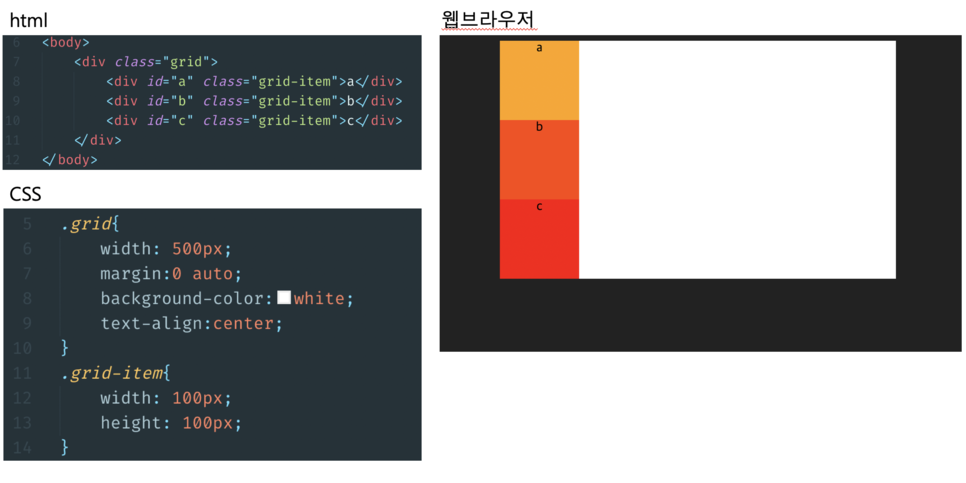 html
6 <body>
7 <div class="grid">
8 <div id="a" class="grid-item">a</div>
9 <div id="b" class="grid-item">b</div>
10 <div id="c" class="grid-item">c</div>
11 </div>
12 </body>
CSS
5 .grid{
6 width: 500px;
7 margin:0 auto;
8 background-color:white;
9 text-align:center;
10 }
11 .grid-item{
12 width: 100px;
13 height: 100px;
14 }
웹브라우저
a
b
c